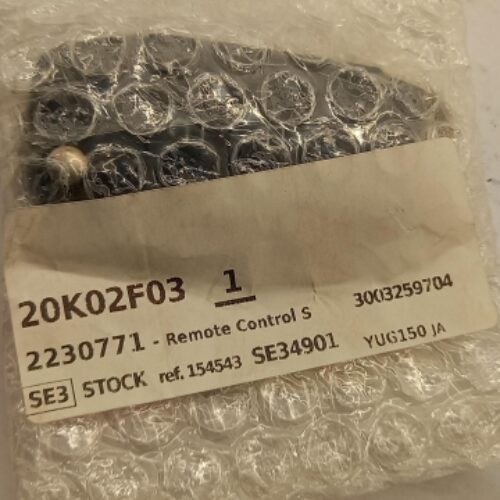 20K02F03 1
2230771 - Remote Control S 3003259704
SE3 STOCK ref. 154543 SE34901 YUG150 JA